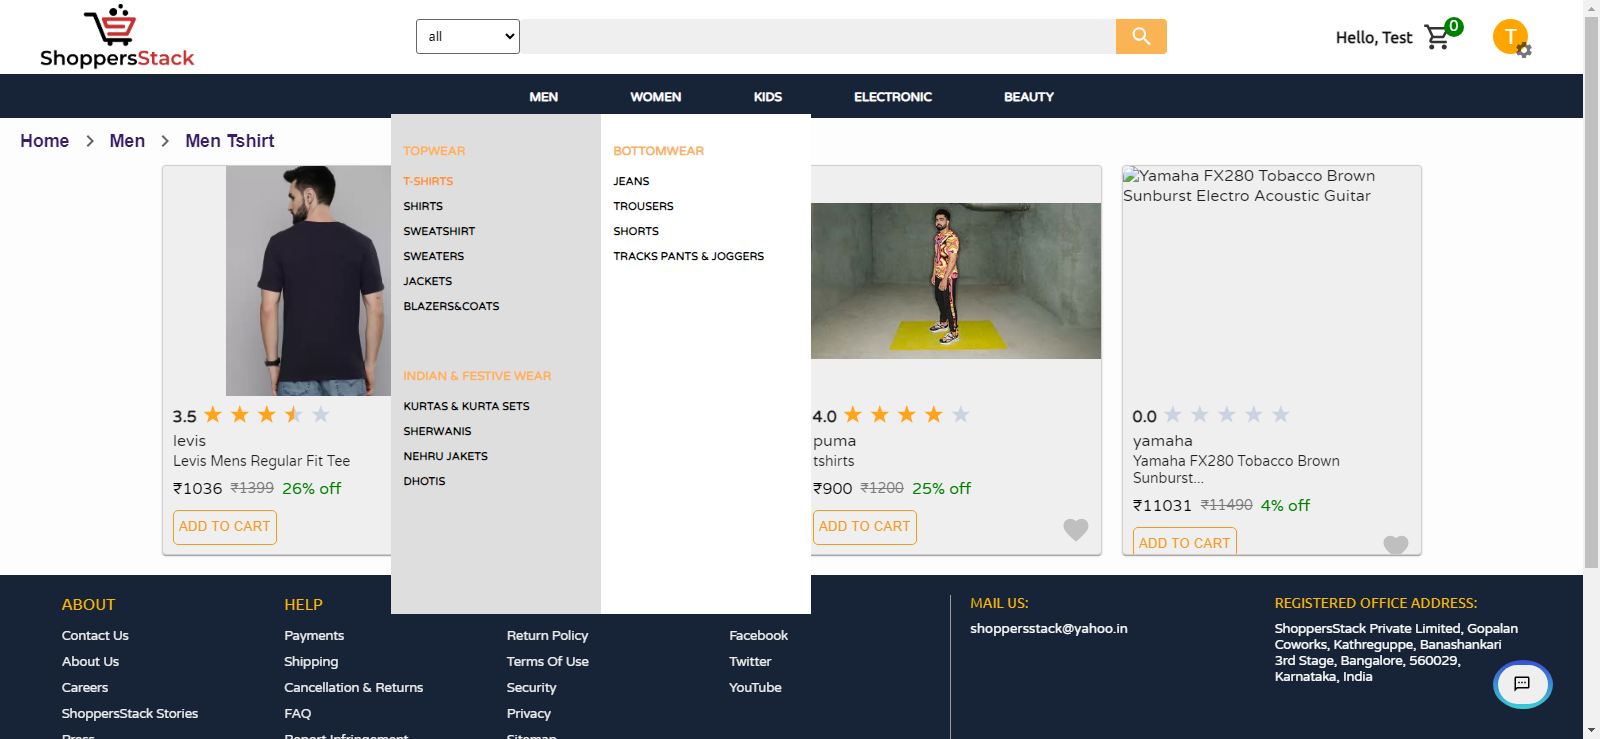 ShoppersStack
all
Hello, Test
0
T
MEN
WOMEN
KIDS
ELECTRONIC
BEAUTY
Home > Men > Men Tshirt
TOPWEAR
T-SHIRTS
SHIRTS
SWEATSHIRT
SWEATERS
JACKETS
BLAZERS&COATS
INDIAN & FESTIVE WEAR
KURTAS & KURTA SETS
SHERWANIS
NEHRU JAKETS
DHOTIS
BOTTOMWEAR
JEANS
TROUSERS
SHORTS
TRACKS PANTS & JOGGERS
3.5
levis
Levis Mens Regular Fit Tee
₹1036 ₹1399 26% off
ADD TO CART
4.0
puma
tshirts
₹900 ₹1200 25% off
ADD TO CART
Yamaha FX280 Tobacco Brown
Sunburst Electro Acoustic Guitar
0.0
yamaha
Yamaha FX280 Tobacco Brown
Sunburst...
₹11031 ₹11490 4% off
ADD TO CART
ABOUT
Contact Us
About Us
Careers
ShoppersStack Stories
Press
HELP
Payments
Shipping
Cancellation & Returns
FAQ
Report Infringement
Return Policy
Terms Of Use
Security
Privacy
Sitemap
Facebook
Twitter
YouTube
MAIL US:
shoppersstack@yahoo.in
REGISTERED OFFICE ADDRESS:
ShoppersStack Private Limited, Gopalan
Coworks, Kathreguppe, Banashankari
3rd Stage, Bangalore, 560029,
Karnataka, India